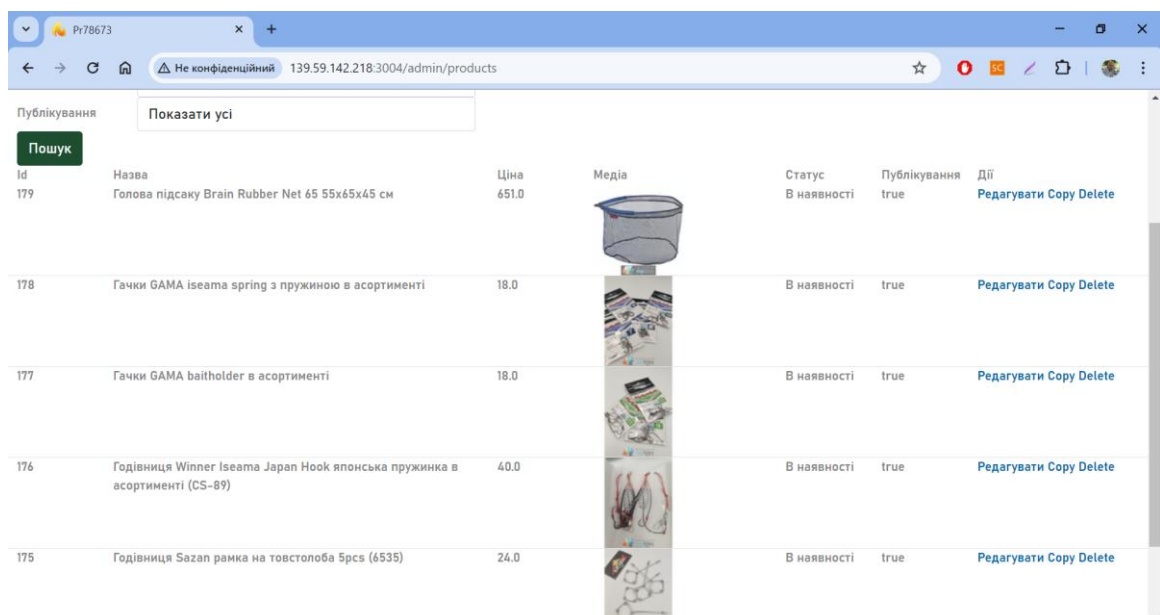 Pr78673
Не конфіденційний 139.59.142.218:3004/admin/products
SC
Публікування Показати усі
Пошук
Id Назва Ціна Медіа Статус Публікування Дії
179 Голова підсаку Brain Rubber Net 65 55х65х45 см 651.0 В наявності true Редагувати Copy Delete
178 Гачки GAMA iseama spring з пружиною в асортименті 18.0 В наявності true Редагувати Copy Delete
177 Гачки GAMA baitholder в асортименті 18.0 В наявності true Редагувати Copy Delete
176 Годівниця Winner Iseama Japan Hook японська пружинка в 40.0 В наявності true Редагувати Copy Delete
асортименті (CS-89)
175 Годівниця Sazan рамка на товстолоба 5pcs (6535) 24.0 В наявності true Редагувати Copy Delete